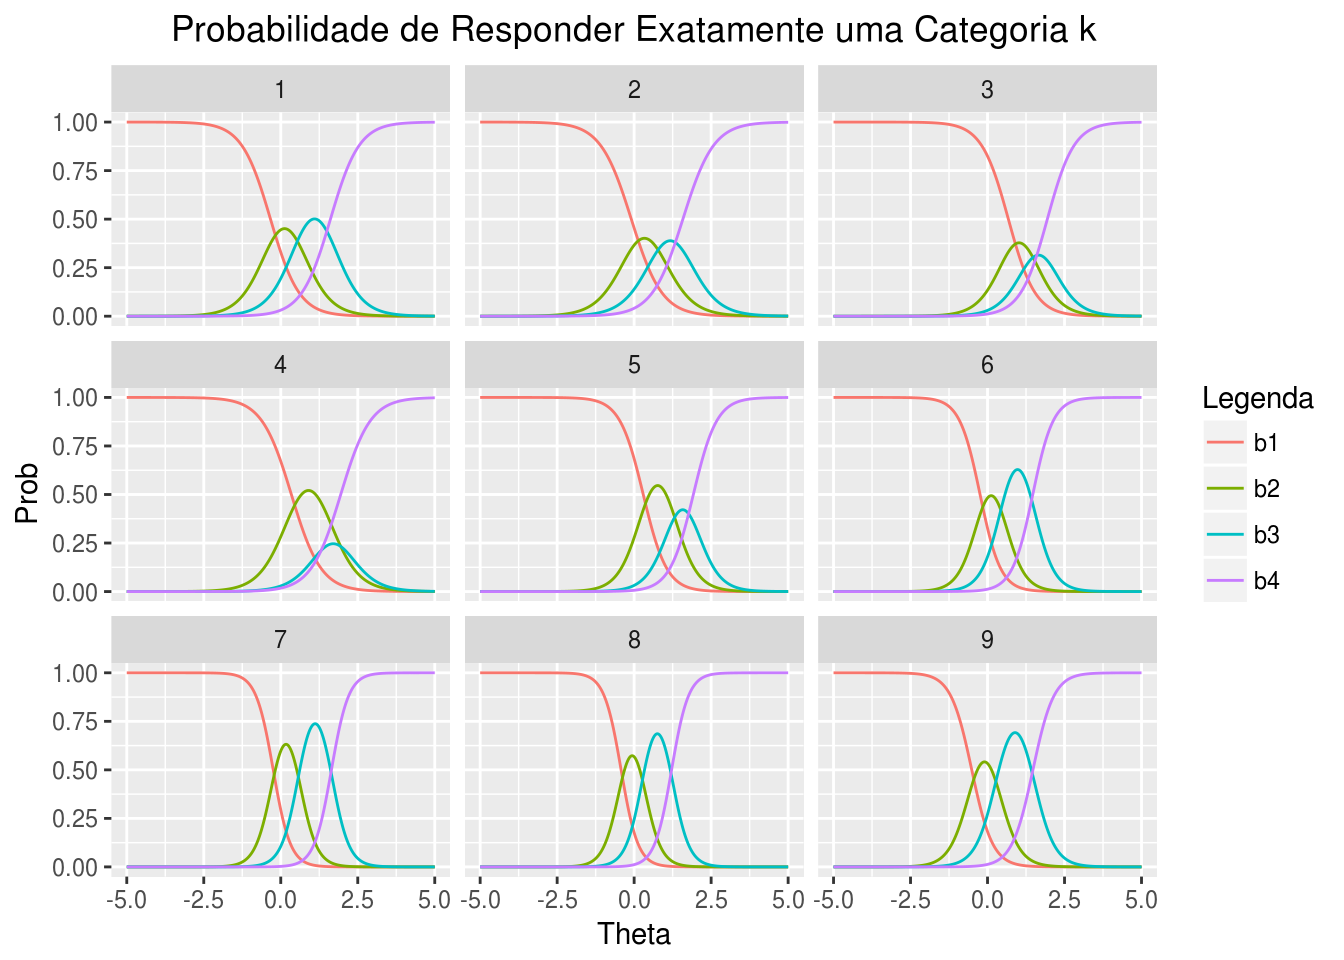 Probabilidade de Responder Exatamente uma Categoria k
1 2 3
1.00
0.75
0.50
0.25
0.00
4 5 6
1.00
0.75
0.50
0.25
0.00
7 8 9
1.00
0.75
0.50
0.25
0.00
-5.0 -2.5 0.0 2.5 5.0 -5.0 -2.5 0.0 2.5 5.0 -5.0 -2.5 0.0 2.5 5.0
Theta
Prob
Legenda
b1
b2
b3
b4